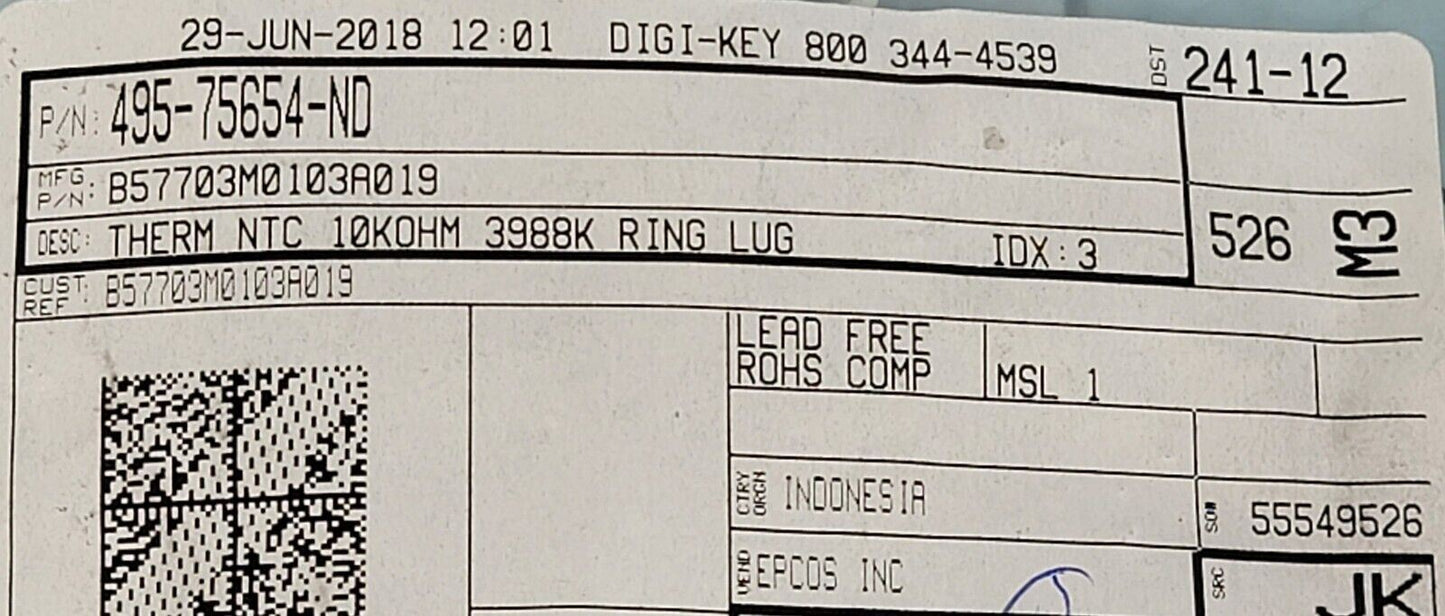 29-JUN-2018 12:01 DIGI-KEY 800 344-4539 DST 241-12
P/N: 495-75654-ND
MFG P/N: B57703M0103A019
DESC: THERM NTC 10KOHM 3988K RING LUG IDX:3
526 M3
CUST REF: B57703M0103A019
LEAD FREE
ROHS COMP
MSL 1
CTRY ORGN INDONESIA
SO# 55549526
VEND EPCOS INC
SRC JK